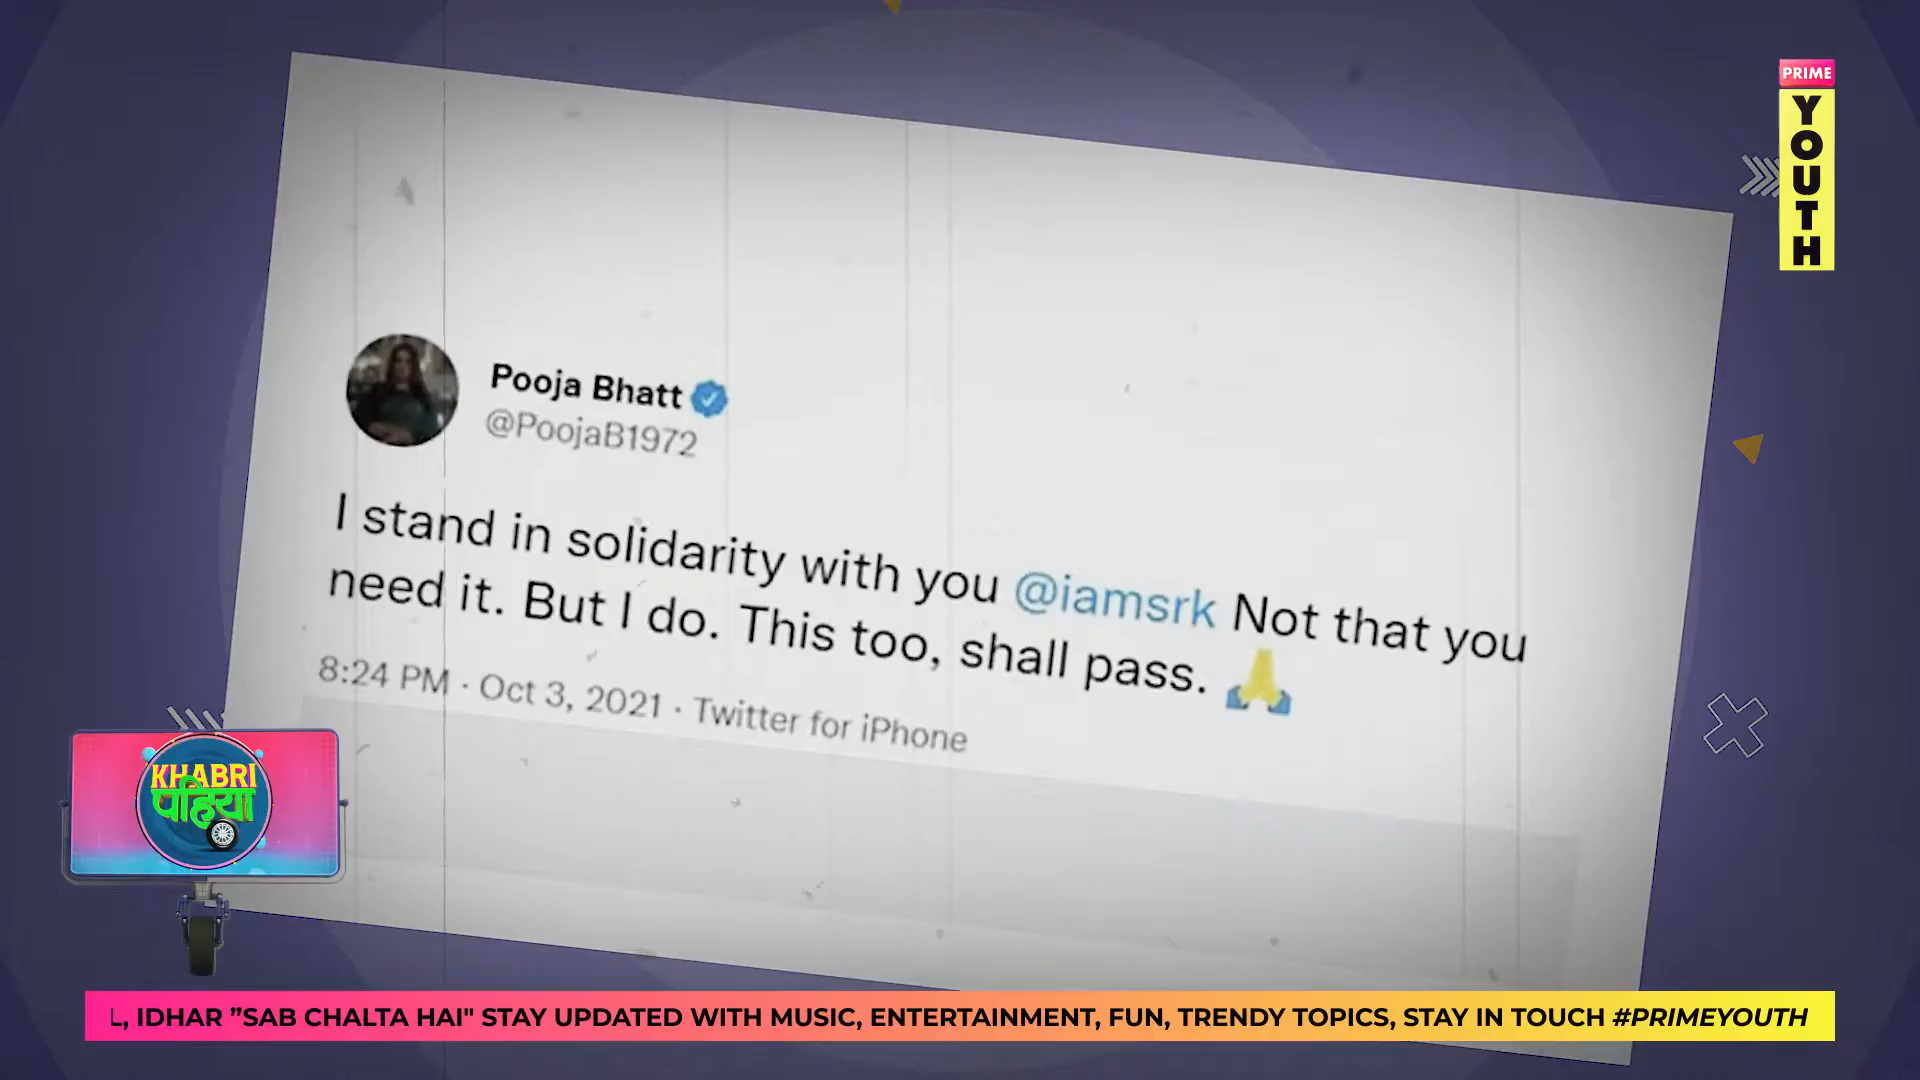 PRIME
YOUTH
Pooja Bhatt
@PoojaB1972
I stand in solidarity with you @iamsrk Not that you
need it. But I do. This too, shall pass. 🙏
8:24 PM · Oct 3, 2021 · Twitter for iPhone
KHABRI
पहिया
L, IDHAR ”SAB CHALTA HAI" STAY UPDATED WITH MUSIC, ENTERTAINMENT, FUN, TRENDY TOPICS, STAY IN TOUCH #PRIMEYOUTH